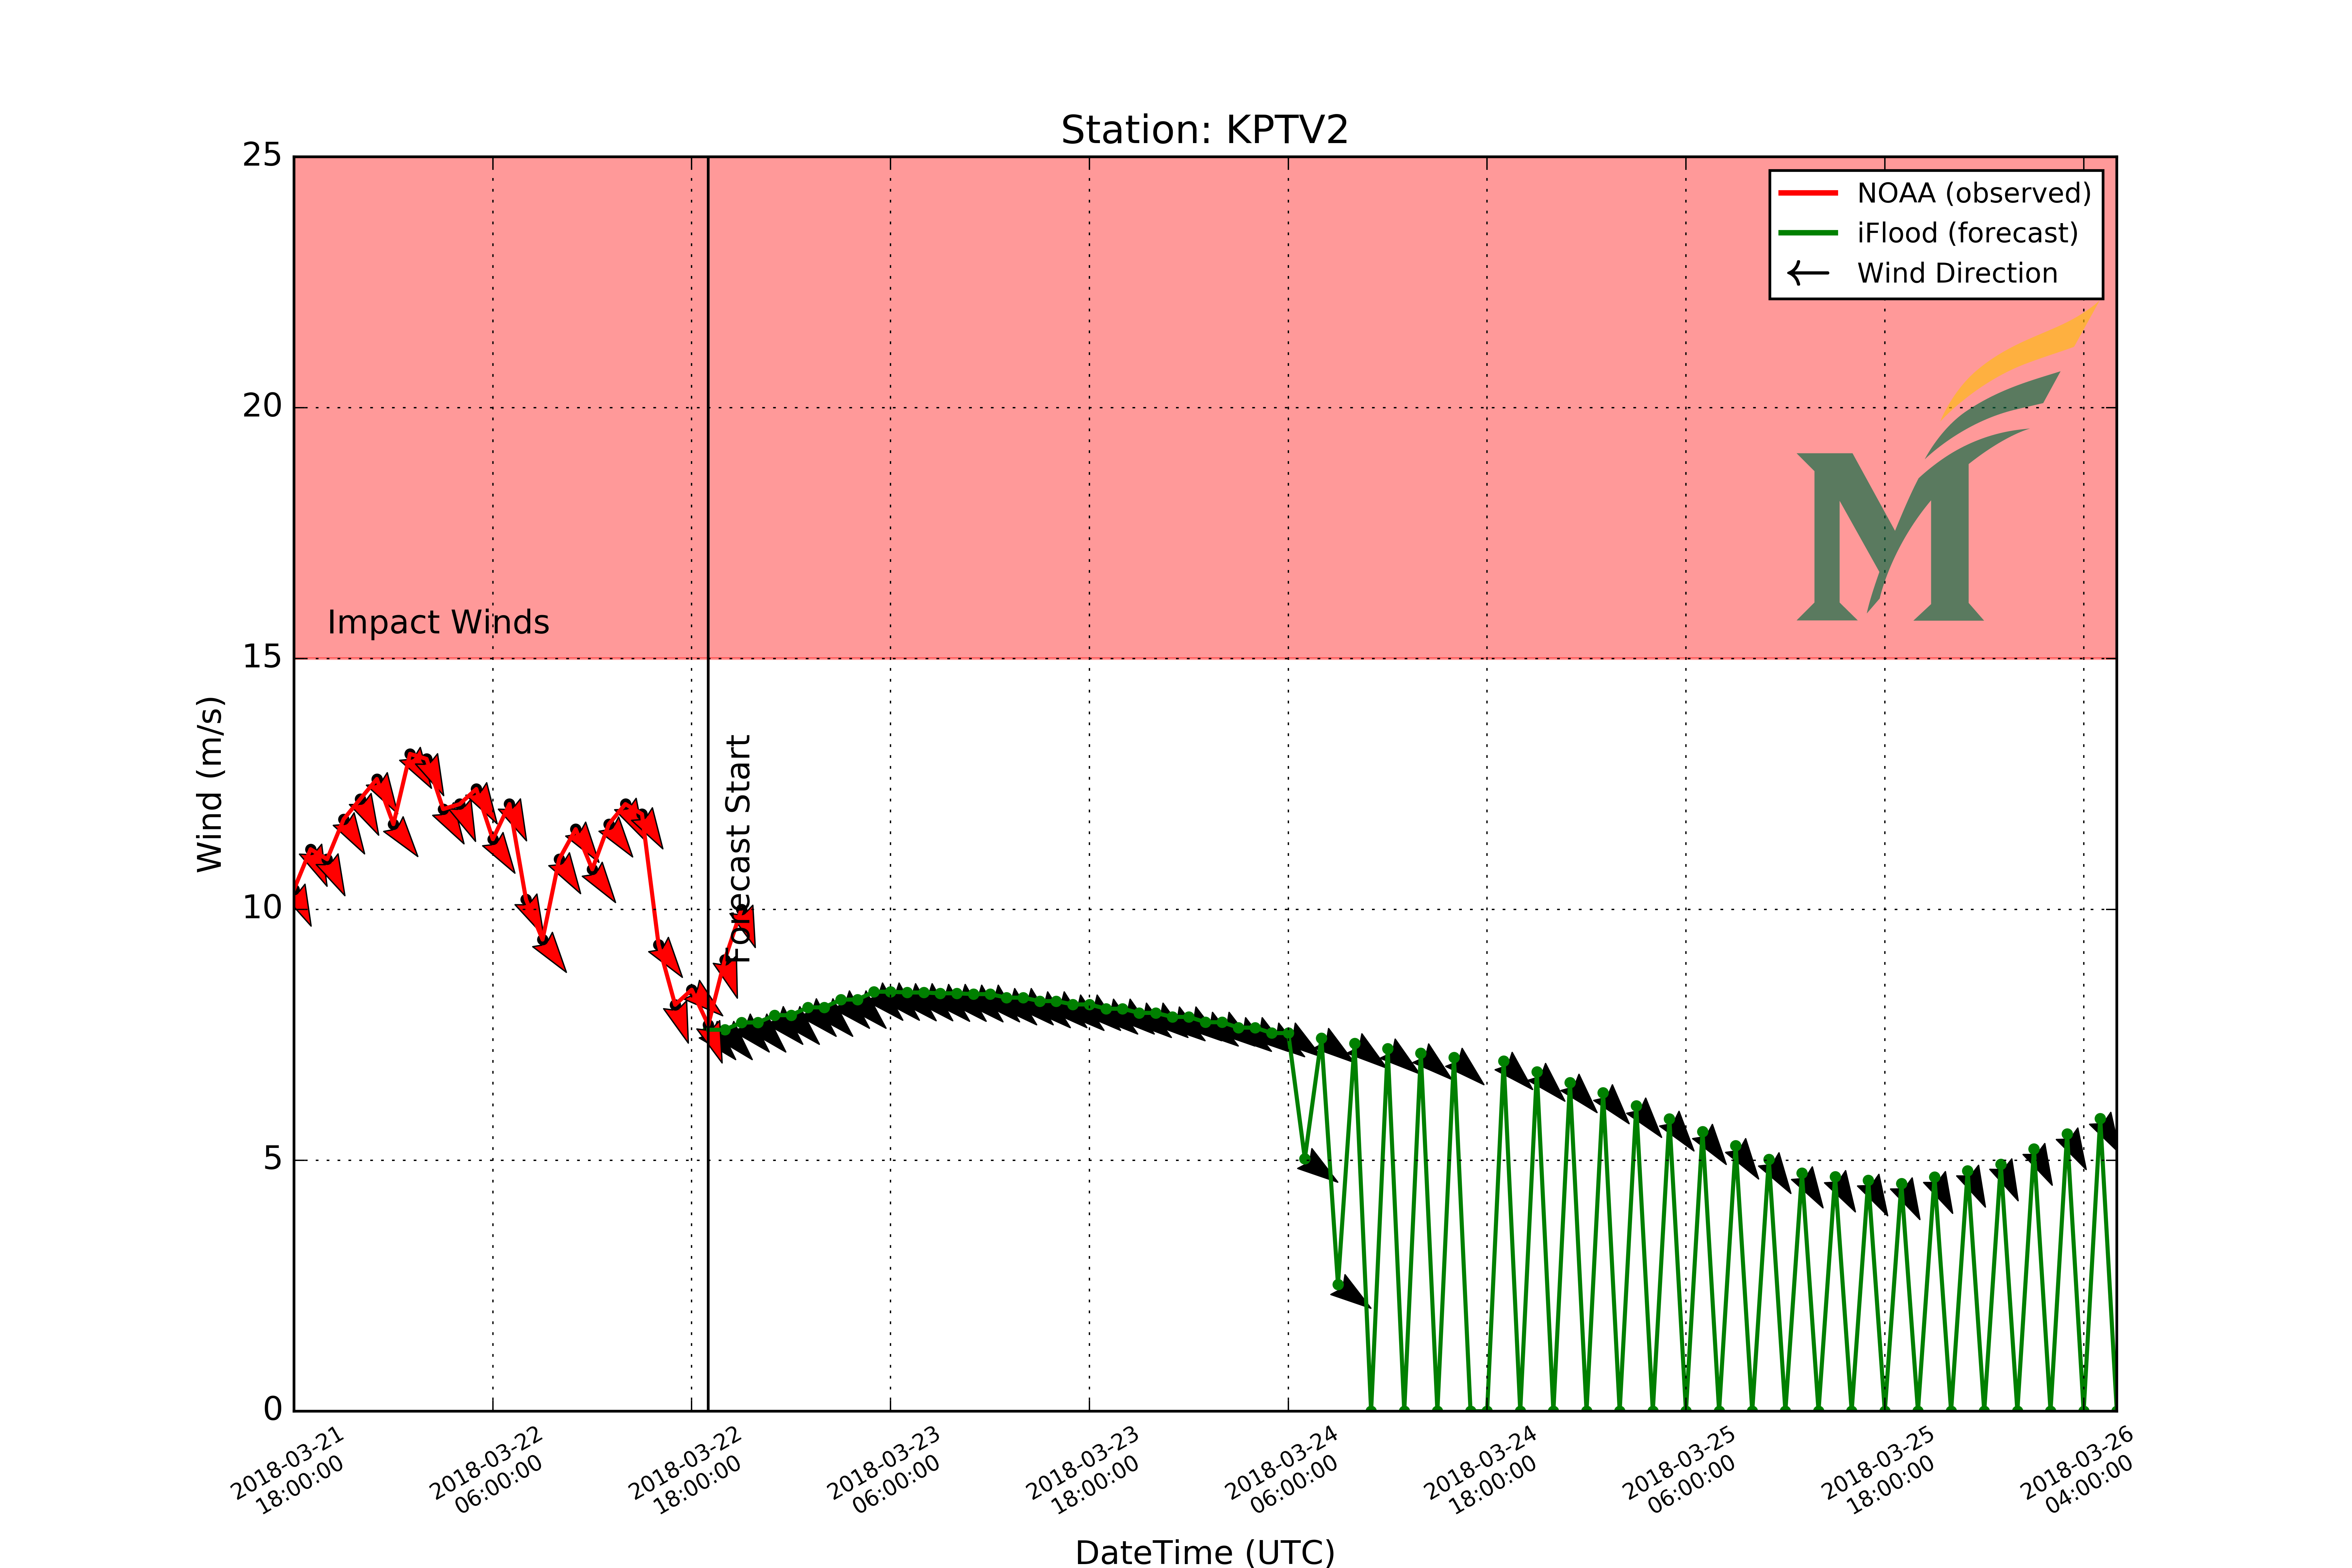 Station: KPTV2
25
20
15
10
5
0
Wind (m/s)
NOAA (observed)
iFlood (forecast)
Wind Direction
M
Impact Winds
Forecast Start
2018-03-21
18:00:00
2018-03-22
06:00:00
2018-03-22
18:00:00
2018-03-23
06:00:00
2018-03-23
18:00:00
2018-03-24
06:00:00
2018-03-24
18:00:00
2018-03-25
06:00:00
2018-03-25
18:00:00
2018-03-26
04:00:00
DateTime (UTC)